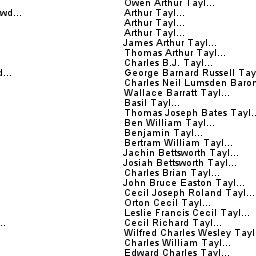 Owen Arthur Tayl...
wd... Arthur Tayl...
Arthur Tayl...
Arthur Tayl...
James Arthur Tayl...
Thomas Arthur Tayl...
Charles B.J. Tayl...
d... George Barnard Russell Tay
Charles Neil Lumsden Baror
Wallace Barratt Tayl...
Basil Tayl...
Thomas Joseph Bates Tayl..
Ben William Tayl...
Benjamin Tayl...
Bertram William Tayl...
Jachin Bettsworth Tayl...
Josiah Bettsworth Tayl...
Charles Brian Tayl...
John Bruce Easton Tayl...
Cecil Joseph Roland Tayl...
Orton Cecil Tayl...
Leslie Francis Cecil Tayl...
... Cecil Richard Tayl...
Wilfred Charles Wesley Tayl
Charles William Tayl...
Edward Charles Tayl...